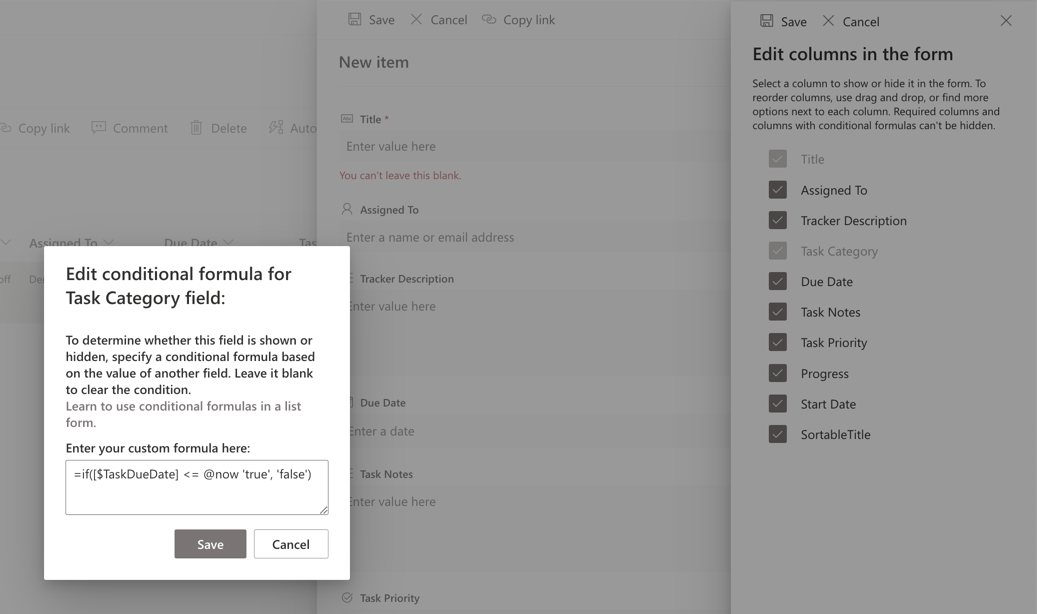 Save Cancel Copy link
New item
Copy link Comment Delete Auto
Assigned To Due Date Tas
off De
Title *
Enter value here
You can't leave this blank.
Assigned To
Enter a name or email address
Tracker Description
Enter value here
Due Date
Enter a date
Task Notes
Enter value here
Task Priority
Edit conditional formula for
Task Category field:
To determine whether this field is shown or
hidden, specify a conditional formula based
on the value of another field. Leave it blank
to clear the condition.
Learn to use conditional formulas in a list
form.
Enter your custom formula here:
=if([$TaskDueDate] <= @now 'true', 'false')
Save Cancel
Save Cancel
Edit columns in the form
Select a column to show or hide it in the form. To
reorder columns, use drag and drop, or find more
options next to each column. Required columns and
columns with conditional formulas can't be hidden.
Title
Assigned To
Tracker Description
Task Category
Due Date
Task Notes
Task Priority
Progress
Start Date
SortableTitle